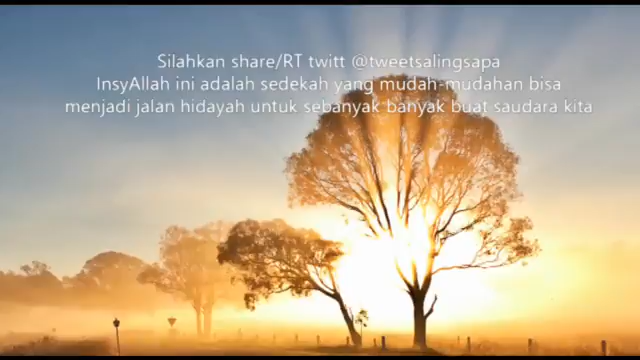 Silahkan share/RT twitt @tweetsalingsapa
InsyAllah ini adalah sedekah yang mudah-mudahan bisa
menjadi jalan hidayah untuk sebanyak banyak buat saudara kita